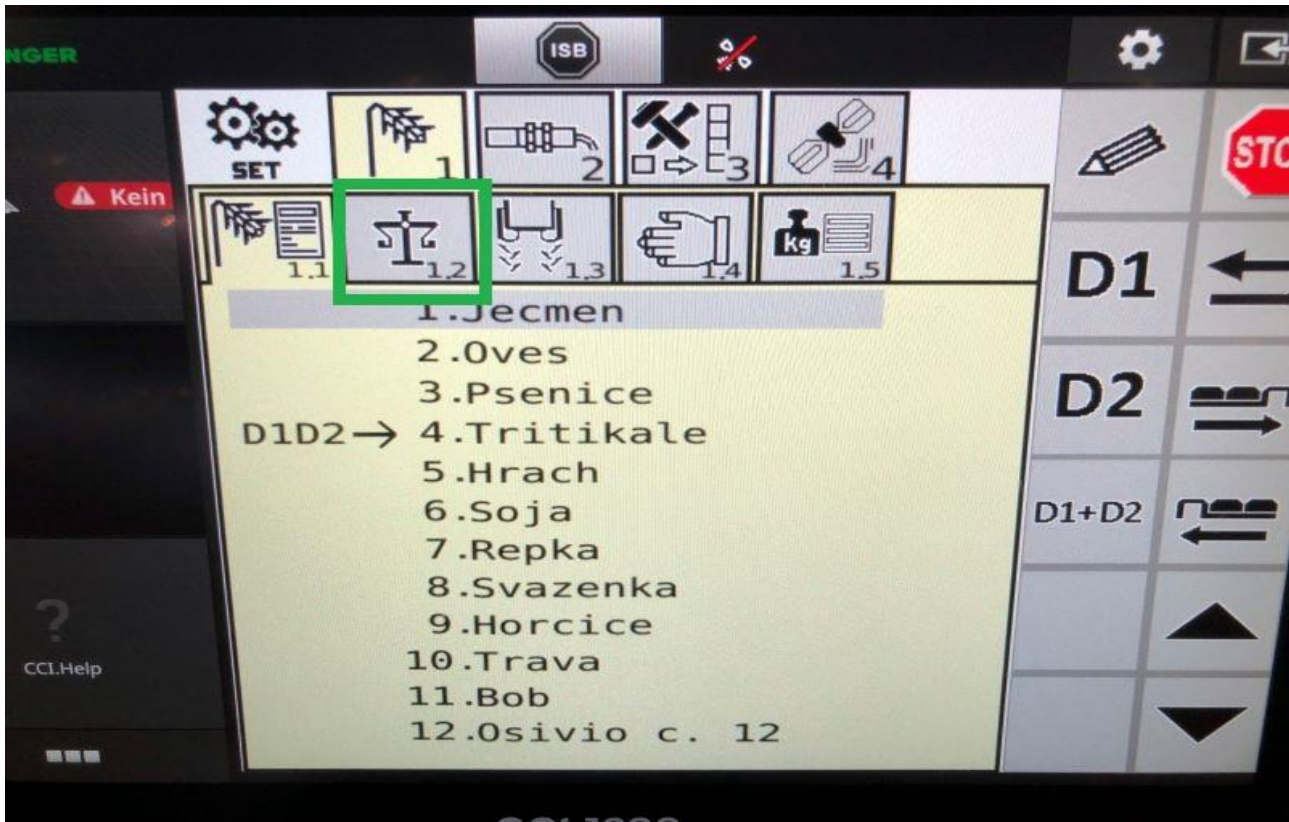 NGER
ISB
SET
1
2
3
4
STO
Kein
1.1
1.2
1.3
kg
1.4
1.5
D1
1.Jecmen
2.Oves
3.Psenice
D2
D1D2→ 4.Tritikale
5.Hrach
6.Soja
D1+D2
7.Repka
8.Svazenka
9.Horcice
?
CCI.Help
10.Trava
11.Bob
12.Osivio c. 12